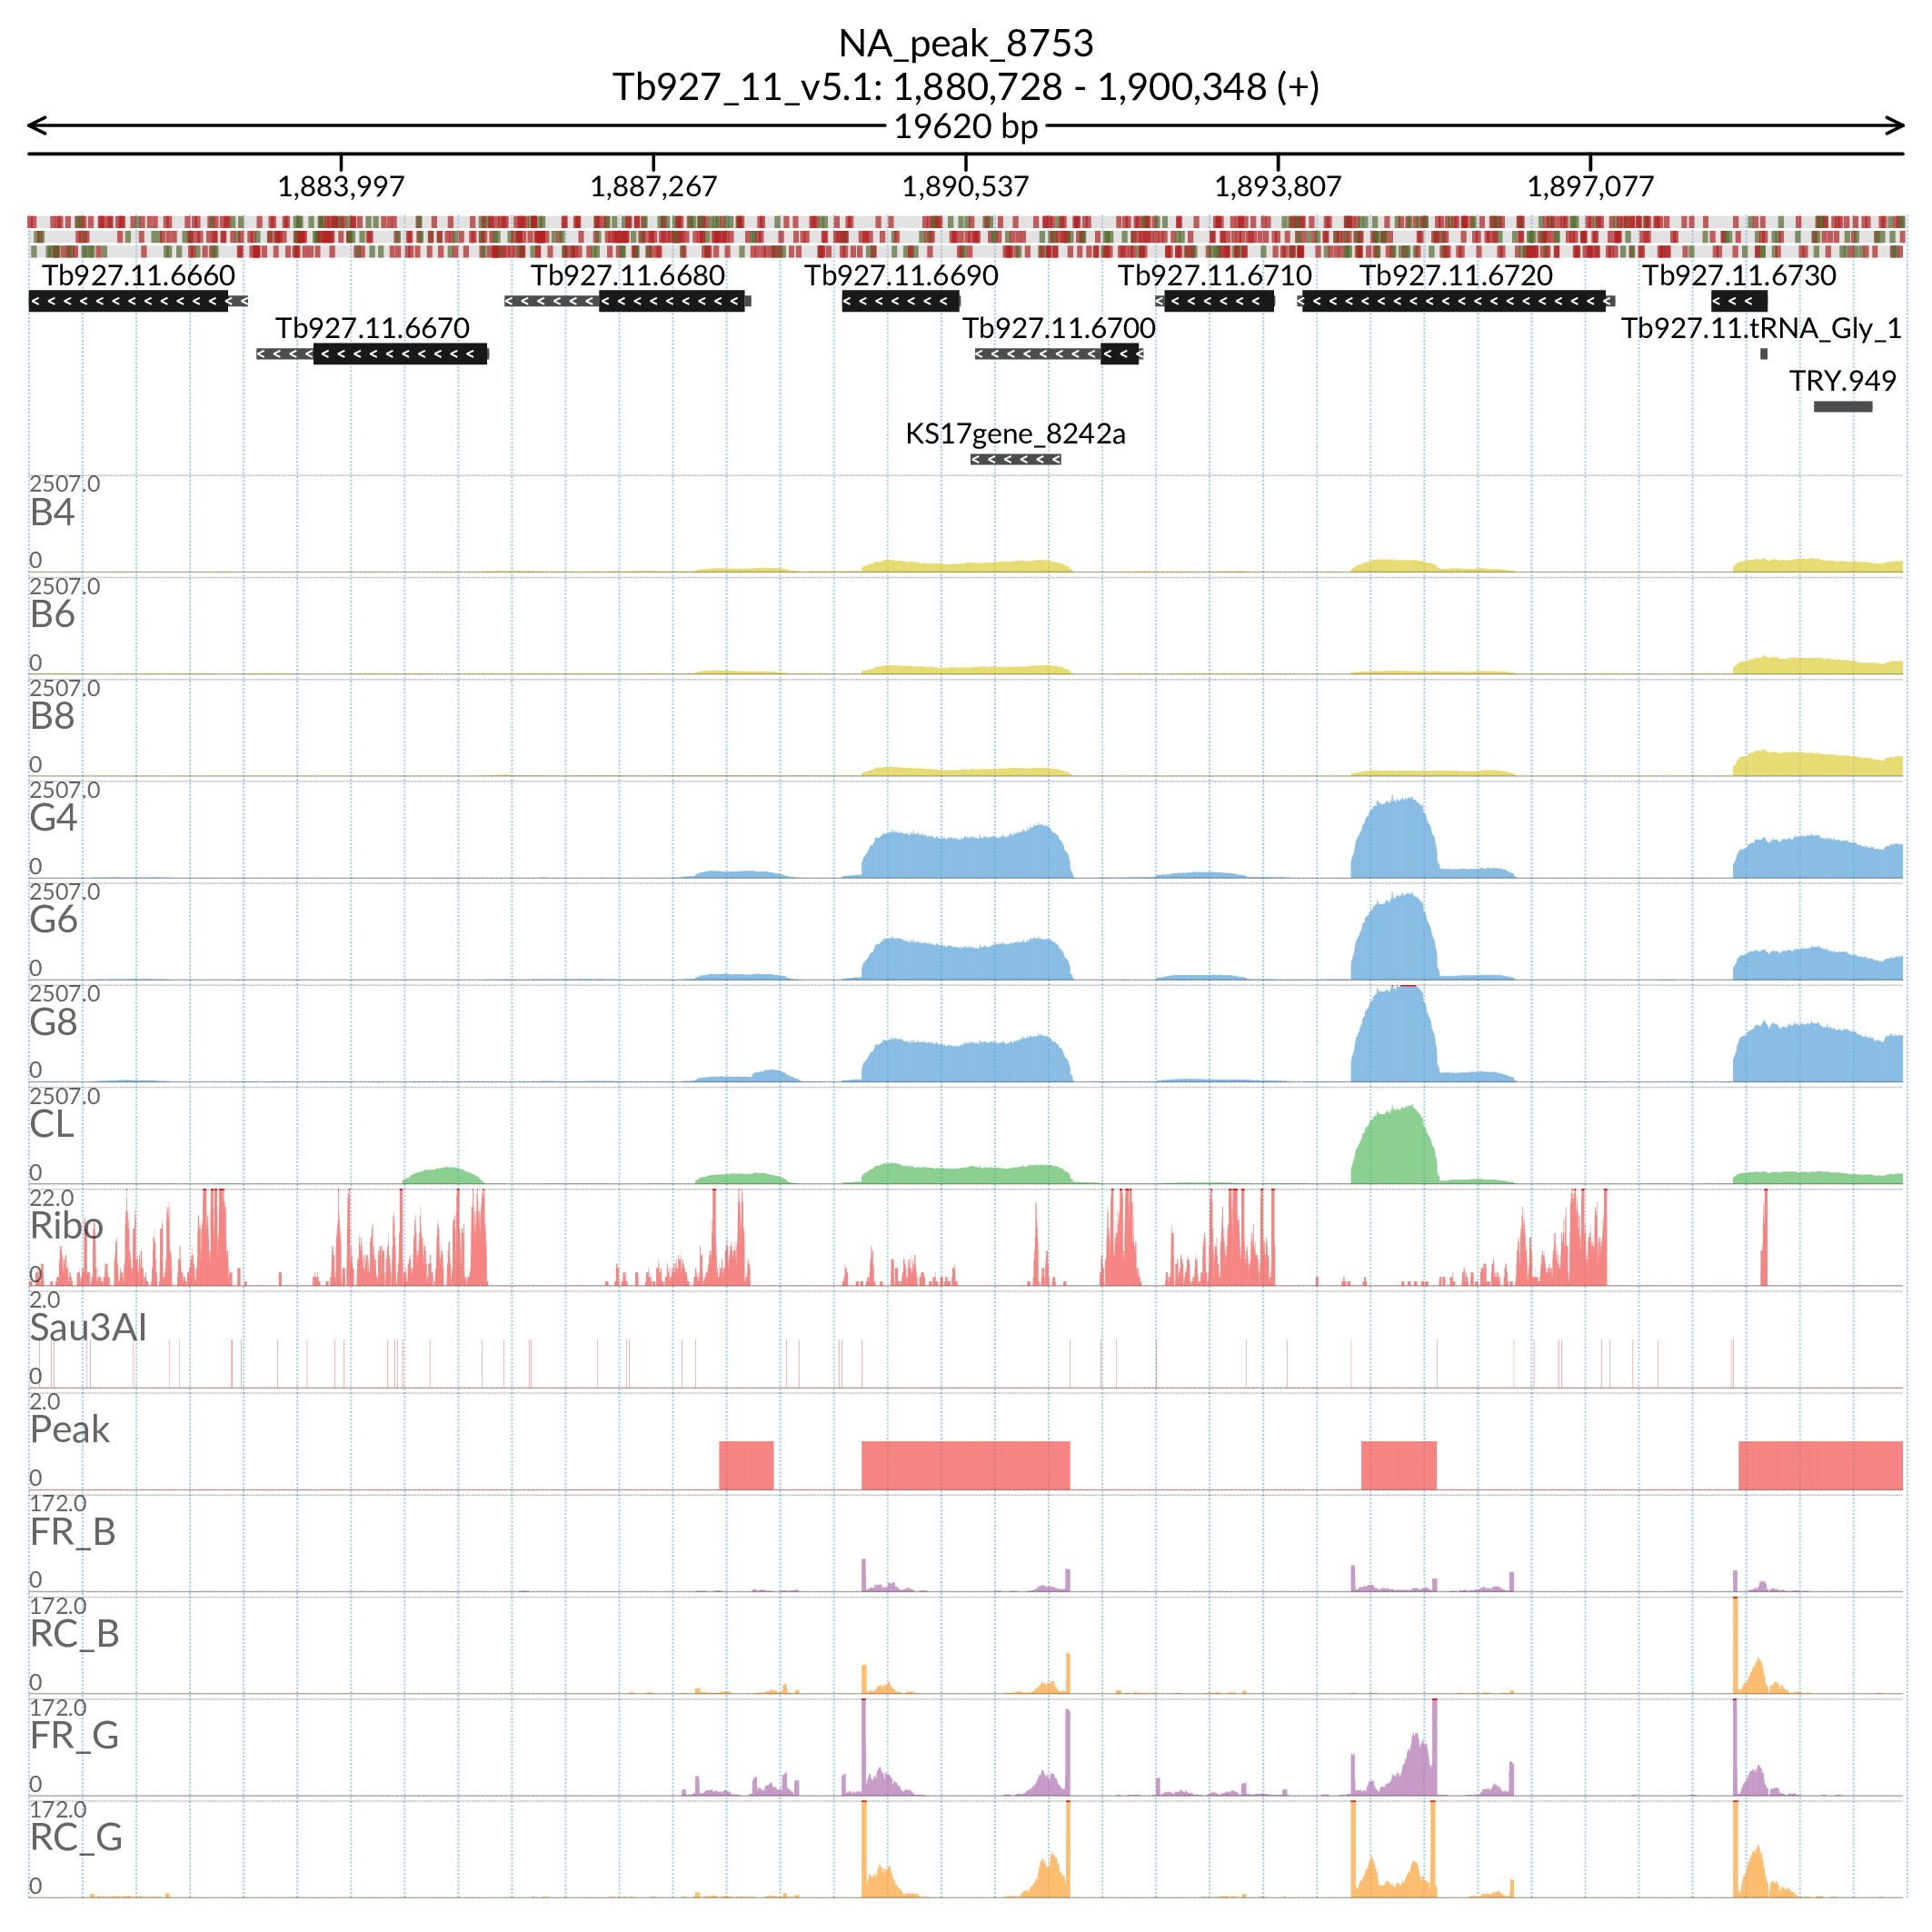 NA_peak_8753
Tb927_11_v5.1: 1,880,728 - 1,900,348 (+)
19620 bp
1,883,997 1,887,267 1,890,537 1,893,807 1,897,077
Tb927.11.6660 Tb927.11.6680 Tb927.11.6690 Tb927.11.6710 Tb927.11.6720 Tb927.11.6730
Tb927.11.6670 Tb927.11.6700 Tb927.11.tRNA_Gly_1
TRY.949
KS17gene_8242a
2507.0
B4
0
2507.0
B6
0
2507.0
B8
0
2507.0
G4
0
2507.0
G6
0
2507.0
G8
0
2507.0
CL
0
22.0
Ribo
0
2.0
Sau3AI
0
2.0
Peak
0
172.0
FR_B
0
172.0
RC_B
0
172.0
FR_G
0
172.0
RC_G
0